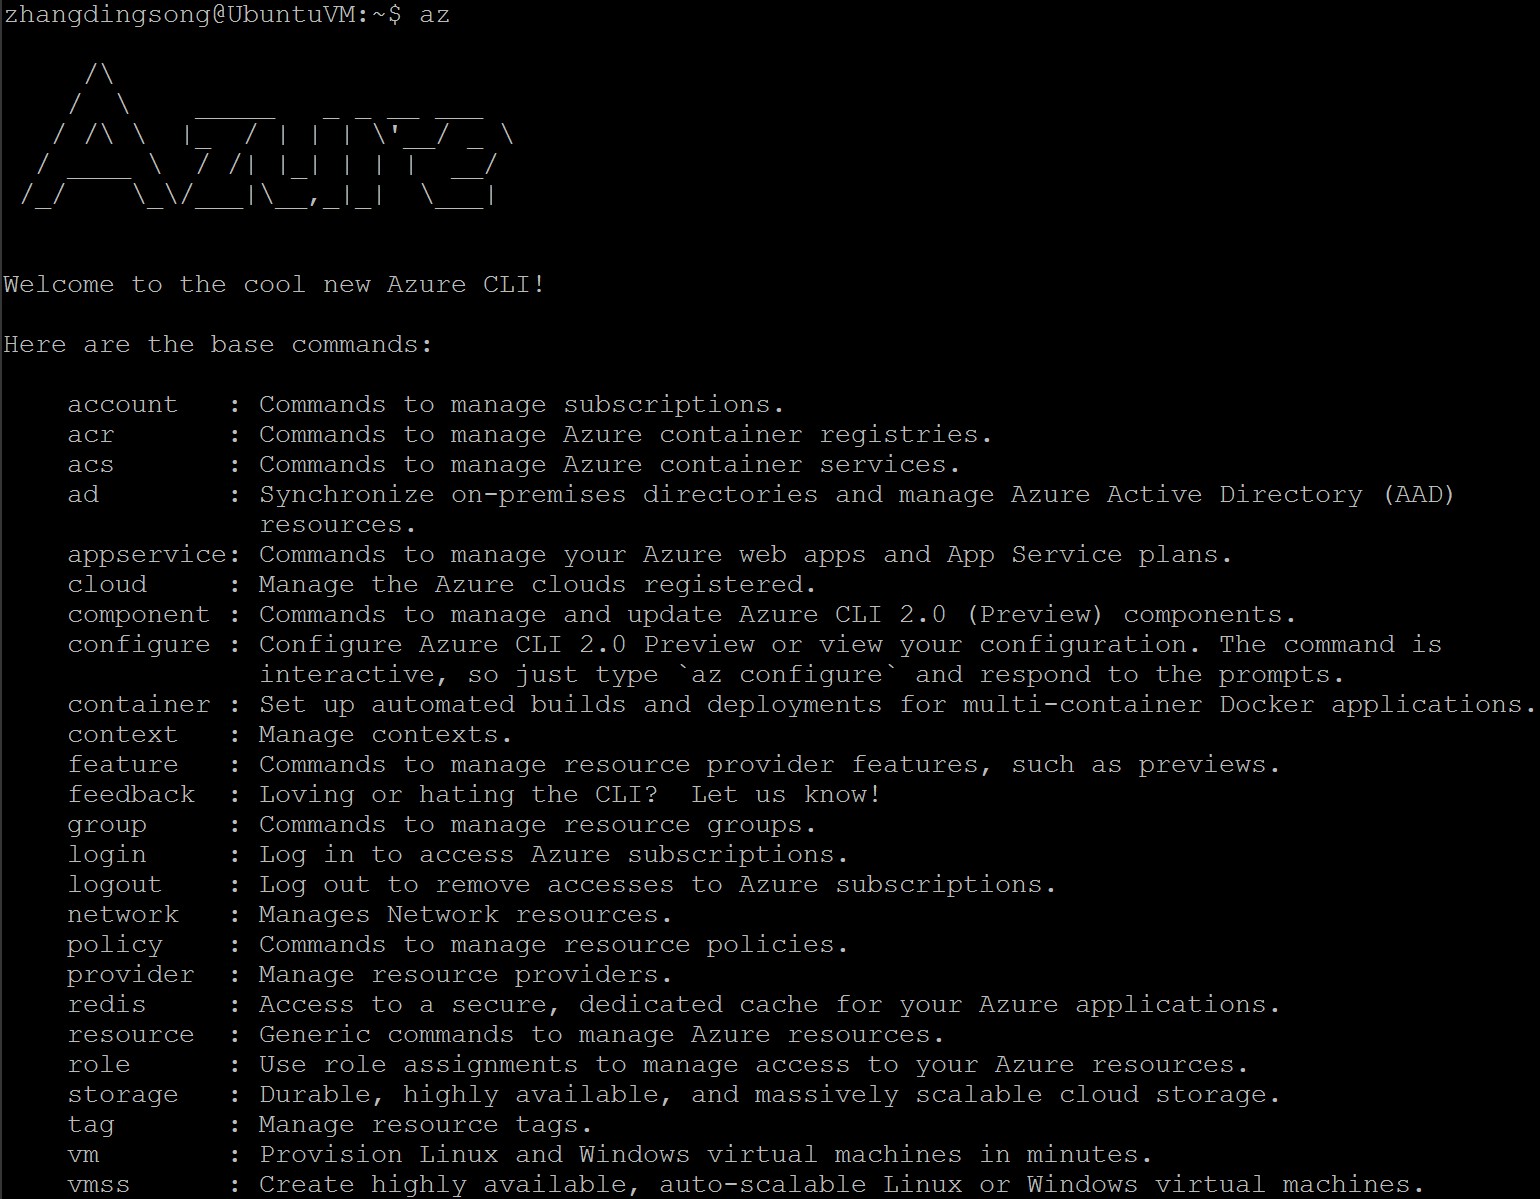 zhangdingsong@UbuntuVM:~$ az
     /\
    /  \    _____   _ _ __ ___
   / /\ \  |_  / | | | \'__/ _ \
  / ____ \  / /| |_| | | |  __/
 /_/    \_\/___|\__,_|_|  \___|
Welcome to the cool new Azure CLI!
Here are the base commands:
    account   : Commands to manage subscriptions.
    acr       : Commands to manage Azure container registries.
    acs       : Commands to manage Azure container services.
    ad        : Synchronize on-premises directories and manage Azure Active Directory (AAD)
                resources.
    appservice: Commands to manage your Azure web apps and App Service plans.
    cloud     : Manage the Azure clouds registered.
    component : Commands to manage and update Azure CLI 2.0 (Preview) components.
    configure : Configure Azure CLI 2.0 Preview or view your configuration. The command is
                interactive, so just type `az configure` and respond to the prompts.
    container : Set up automated builds and deployments for multi-container Docker applications.
    context   : Manage contexts.
    feature   : Commands to manage resource provider features, such as previews.
    feedback  : Loving or hating the CLI?  Let us know!
    group     : Commands to manage resource groups.
    login     : Log in to access Azure subscriptions.
    logout    : Log out to remove accesses to Azure subscriptions.
    network   : Manages Network resources.
    policy    : Commands to manage resource policies.
    provider  : Manage resource providers.
    redis     : Access to a secure, dedicated cache for your Azure applications.
    resource  : Generic commands to manage Azure resources.
    role      : Use role assignments to manage access to your Azure resources.
    storage   : Durable, highly available, and massively scalable cloud storage.
    tag       : Manage resource tags.
    vm        : Provision Linux and Windows virtual machines in minutes.
    vmss      : Create highly available, auto-scalable Linux or Windows virtual machines.